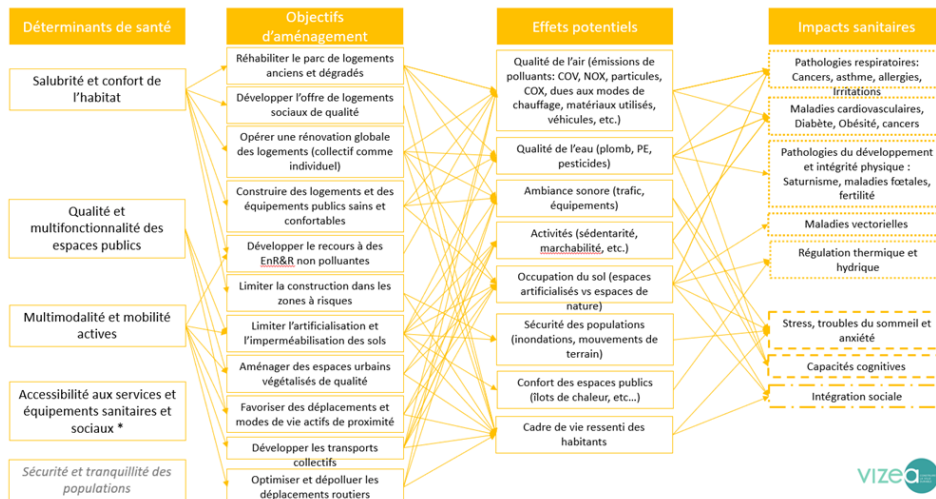 Déterminants de santé
Salubrité et confort de
l'habitat
Qualité et
multifonctionnalité des
espaces publics
Multimodalité et mobilité
actives
Accessibilité aux services et
équipements sanitaires et
sociaux *
Sécurité et tranquillité des
populations
Objectifs
d'aménagement
Réhabiliter le parc de logements
anciens et dégradés
Développer l'offre de logements
sociaux de qualité
Opérer une rénovation globale
des logements (collectif comme
individuel)
Construire des logements et des
équipements publics sains et
confortables
Développer le recours à des
EnR&R non polluantes
Limiter la construction dans les
zones à risques
Limiter l'artificialisation et
l'imperméabilisation des sols
Aménager des espaces urbains
végétalisés de qualité
Favoriser des déplacements et
modes de vie actifs de proximité
Développer les transports
collectifs
Optimiser et dépolluer les
déplacements routiers
Effets potentiels
Qualité de l'air (émissions de
polluants: COV, NOX, particules,
COX, dues aux modes de
chauffage, matériaux utilisés,
véhicules, etc.)
Qualité de l'eau (plomb, PE,
pesticides)
Ambiance sonore (trafic,
équipements)
Activités (sédentarité,
marchabilité, etc.)
Occupation du sol (espaces
artificialisés vs espaces de
nature)
Sécurité des populations
(inondations, mouvements de
terrain)
Confort des espaces publics
(îlots de chaleur, etc...)
Cadre de vie ressenti des
habitants
Impacts sanitaires
Pathologies respiratoires:
Cancers, asthme, allergies,
Irritations
Maladies cardiovasculaires,
Diabète, Obésité, cancers
Pathologies du développement
et intégrité physique :
Saturnisme, maladies fœtales,
fertilité
Maladies vectorielles
Régulation thermique et
hydrique
Stress, troubles du sommeil et
anxiété
Capacités cognitives
Intégration sociale
vizea